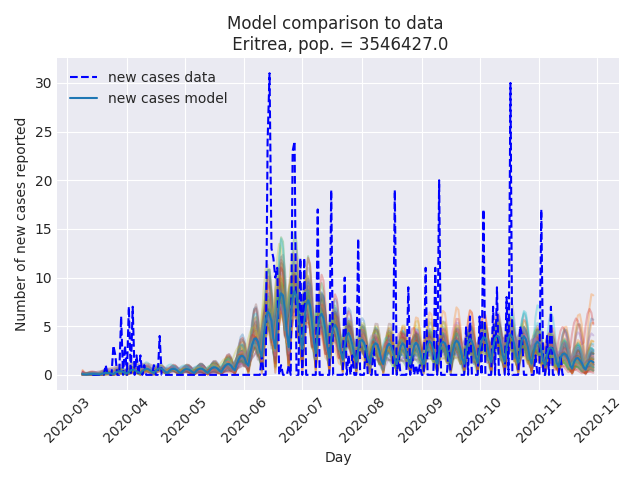 Model comparison to data
Eritrea, pop. = 3546427.0
new cases data
new cases model
Number of new cases reported
30
25
20
15
10
5
0
2020-03
2020-04
2020-05
2020-06
2020-07
2020-08
2020-09
2020-10
2020-11
2020-12
Day